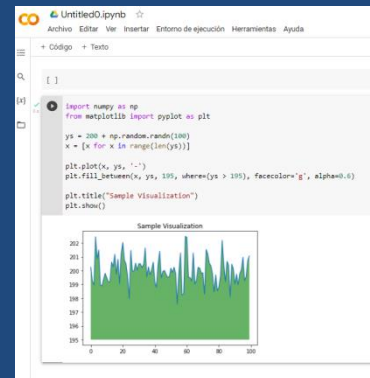 Untitled0.ipynb
Archivo Editar Ver Insertar Entorno de ejecución Herramientas Ayuda
+ Código + Texto
[ ]
{x}
import numpy as np
from matplotlib import pyplot as plt
ys = 200 + np.random.randn(100)
x = [x for x in range(len(ys))]
plt.plot(x, ys, '-')
plt.fill_between(x, ys, 195, where=(ys > 195), facecolor='g', alpha=0.6)
plt.title("Sample Visualization")
plt.show()
Sample Visualization
202
201
200
199
198
197
196
195
0 20 40 60 80 100